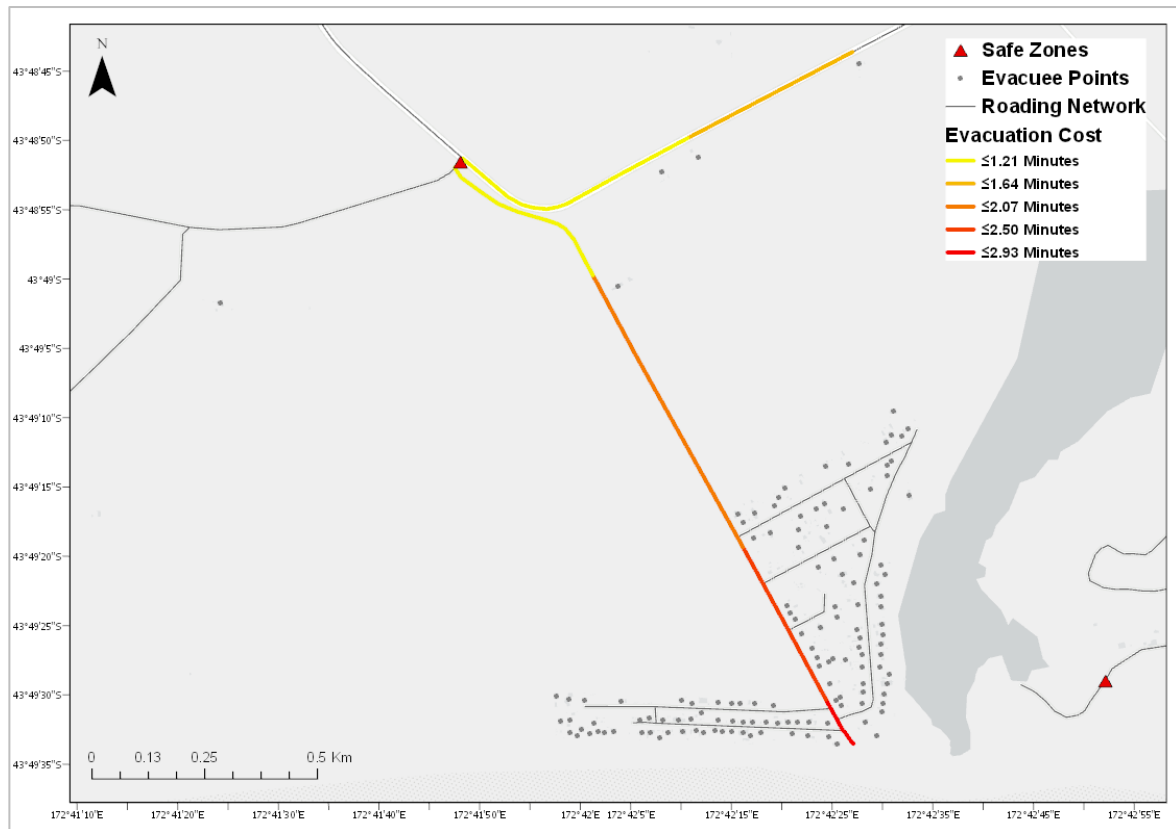 N
Safe Zones
Evacuee Points
Roading Network
Evacuation Cost
≤1.21 Minutes
≤1.64 Minutes
≤2.07 Minutes
≤2.50 Minutes
≤2.93 Minutes
43°48'45"S
43°48'50"S
43°48'55"S
43°49'S
43°49'5"S
43°49'10"S
43°49'15"S
43°49'20"S
43°49'25"S
43°49'30"S
43°49'35"S
0 0.13 0.25 0.5 Km
172°41'10"E 172°41'20"E 172°41'30"E 172°41'40"E 172°41'50"E 172°42'E 172°42'5"E 172°42'15"E 172°42'25"E 172°42'35"E 172°42'45"E 172°42'55"E